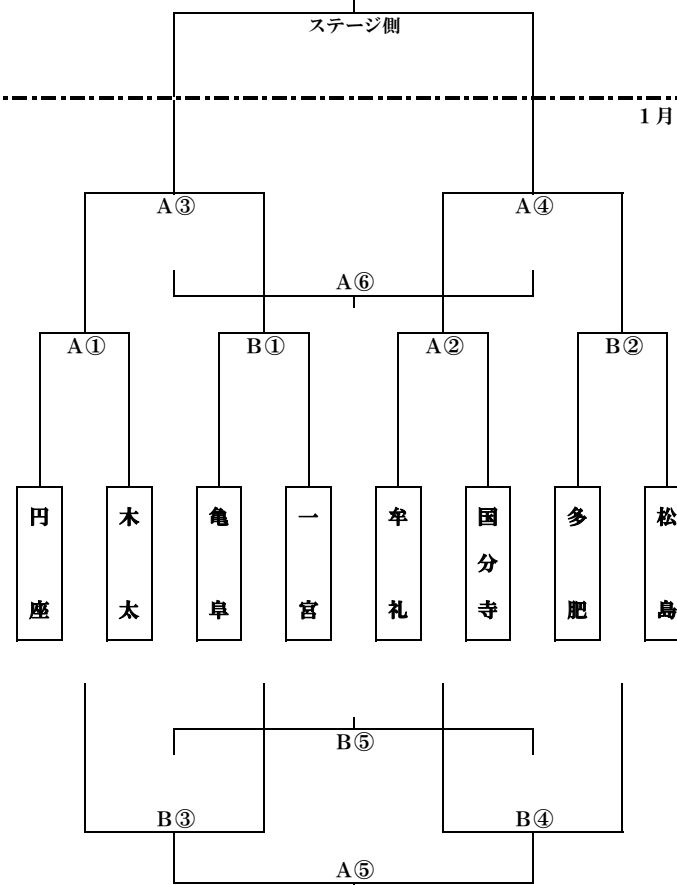 ステージ側
1月
A③
A④
A⑥
A①
B①
A②
B②
円座
木太
亀阜
一宮
牟礼
国分寺
多肥
松島
B⑤
B③
B④
A⑤